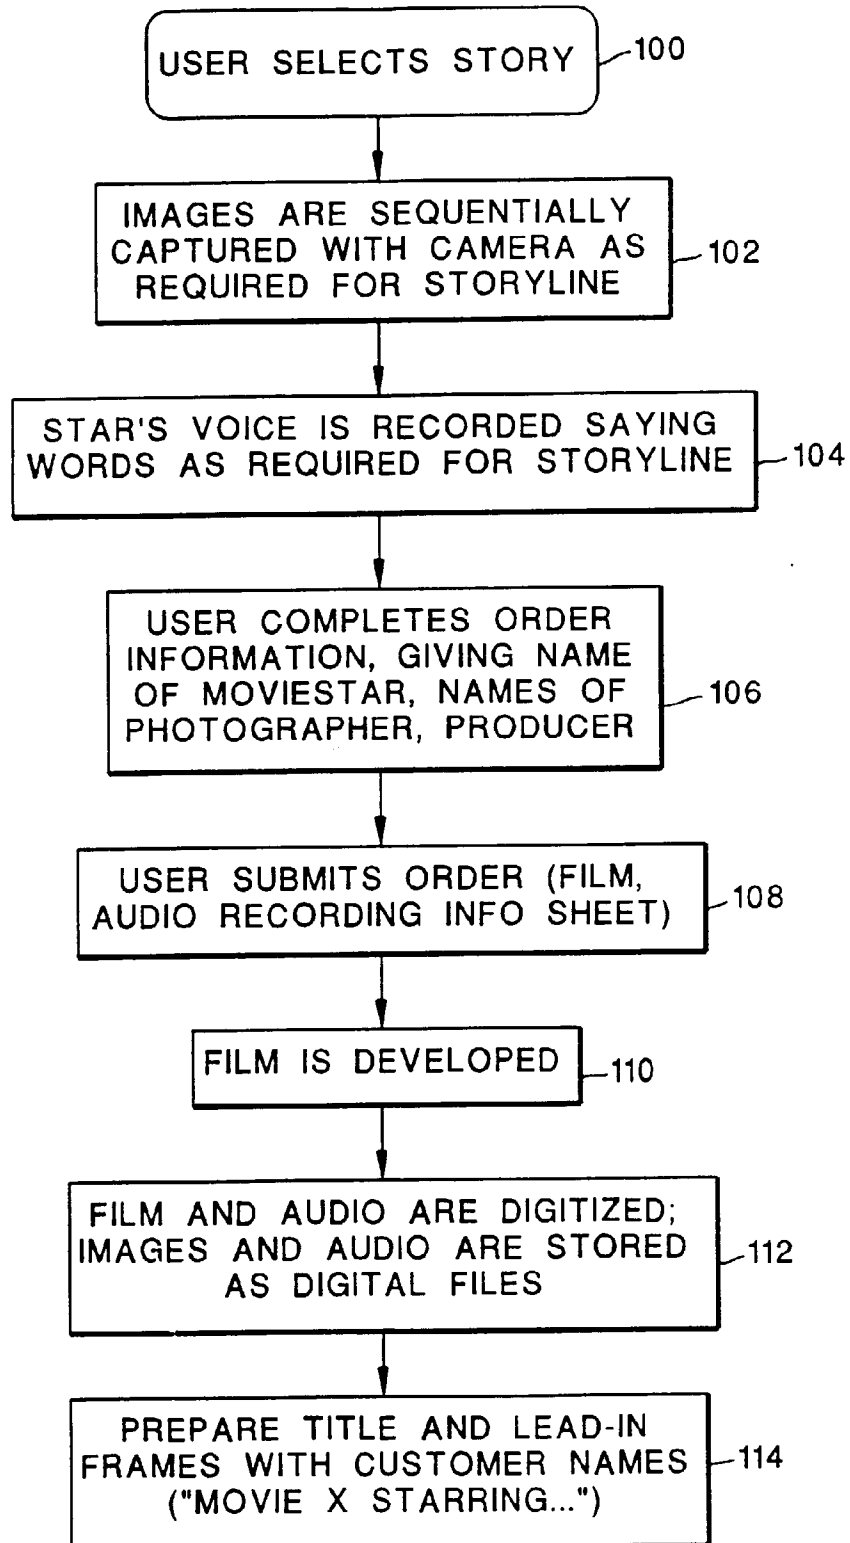 USER SELECTS STORY
100
IMAGES ARE SEQUENTIALLY
CAPTURED WITH CAMERA AS
REQUIRED FOR STORYLINE
102
STAR'S VOICE IS RECORDED SAYING
WORDS AS REQUIRED FOR STORYLINE
104
USER COMPLETES ORDER
INFORMATION, GIVING NAME
OF MOVIESTAR, NAMES OF
PHOTOGRAPHER, PRODUCER
106
USER SUBMITS ORDER (FILM,
AUDIO RECORDING INFO SHEET)
108
FILM IS DEVELOPED
110
FILM AND AUDIO ARE DIGITIZED;
IMAGES AND AUDIO ARE STORED
AS DIGITAL FILES
112
PREPARE TITLE AND LEAD-IN
FRAMES WITH CUSTOMER NAMES
("MOVIE X STARRING...")
114